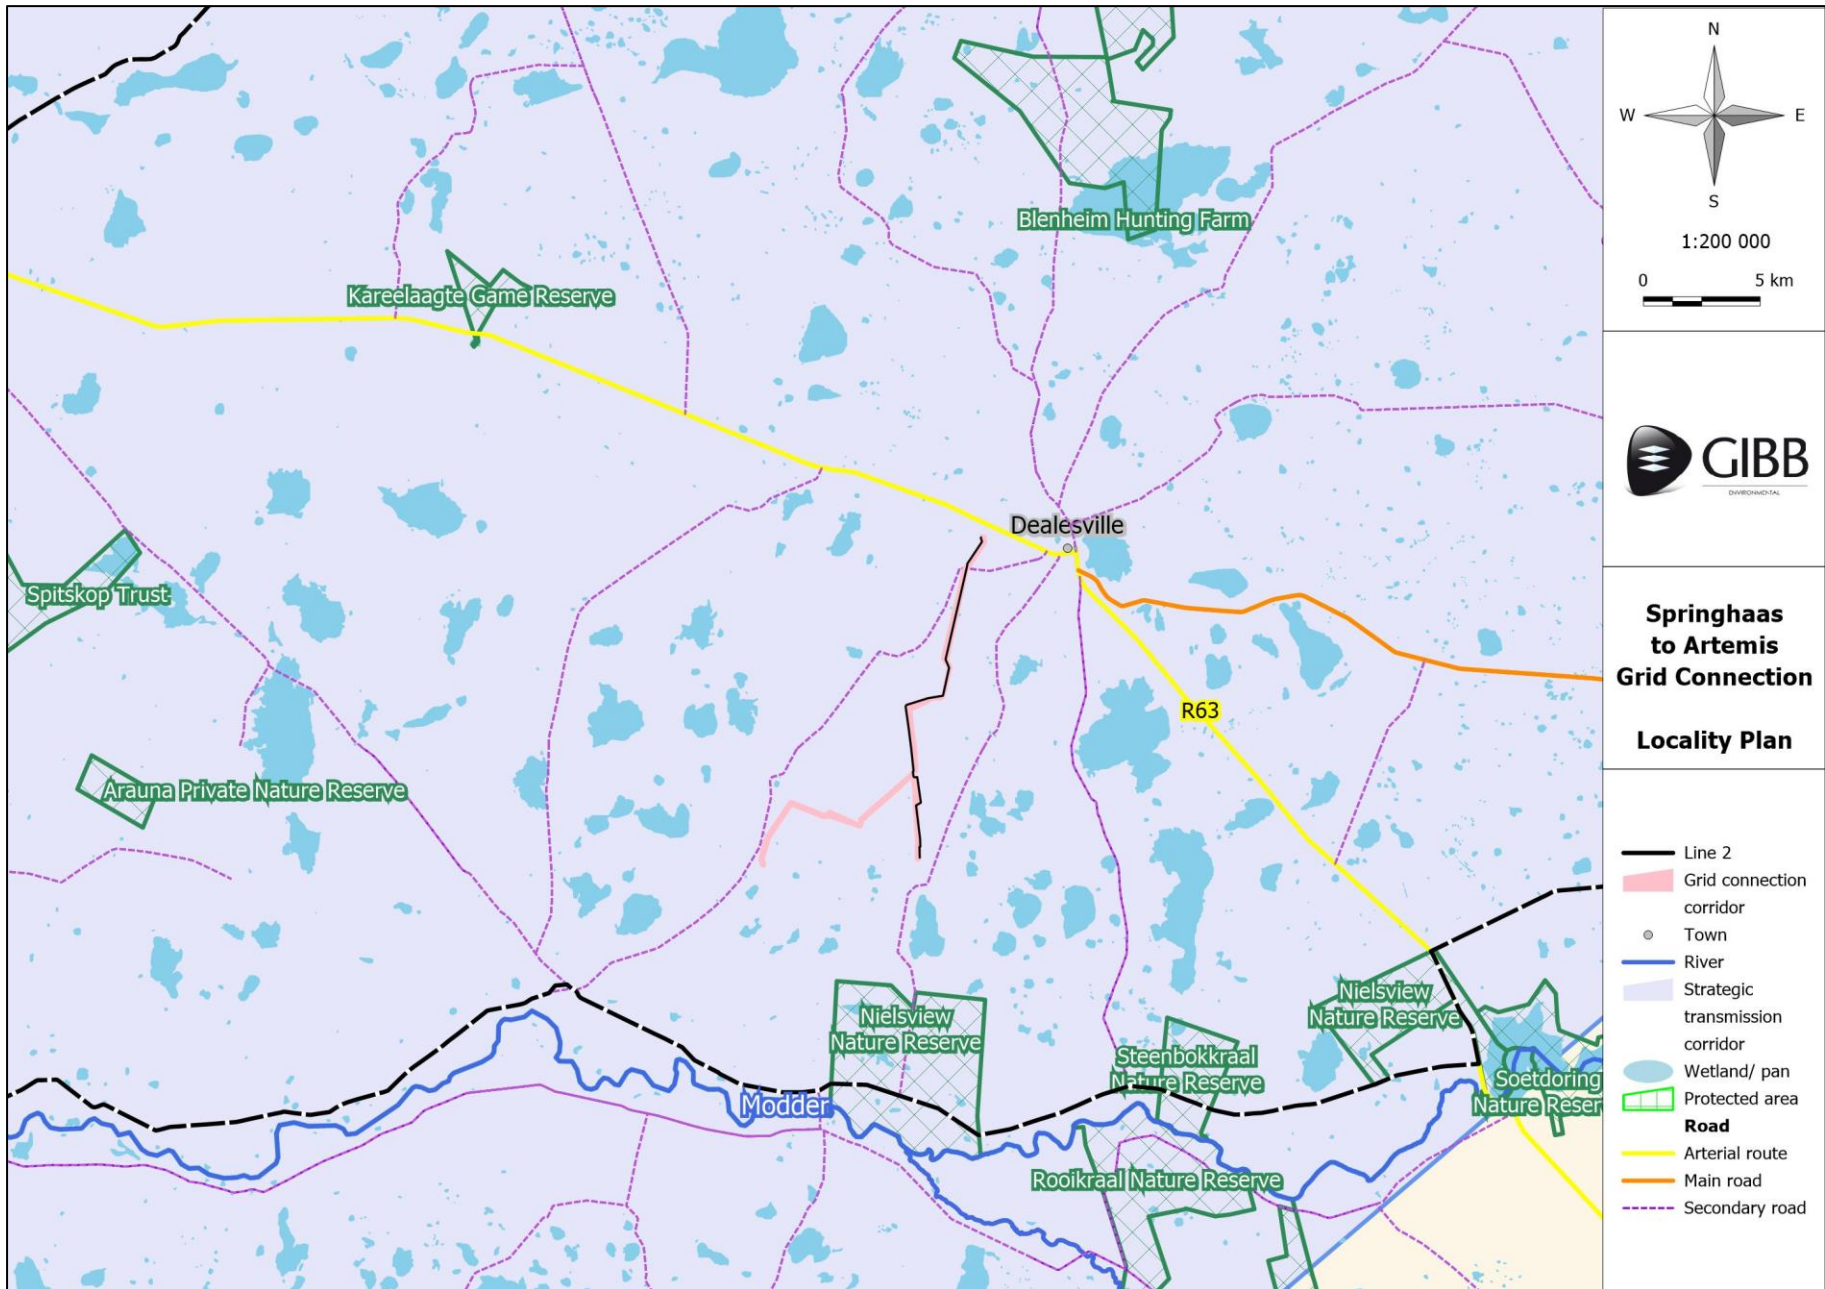 Blenheim Hunting Farm
Kareelaagte Game Reserve
Dealesville
Spitskop Trust
R63
Arauna Private Nature Reserve
Nielsview
Nature Reserve
Nielsview
Nature Reserve
Steenbokkraal
Nature Reserve
Soetdoring
Nature Reserv
Modder
Rooikraal Nature Reserve
N
W
E
S
1:200 000
0
5 km
GIBB
ENVIRONMENTAL
Springhaas
to Artemis
Grid Connection
Locality Plan
Line 2
Grid connection
corridor
Town
River
Strategic
transmission
corridor
Wetland/ pan
Protected area
Road
Arterial route
Main road
Secondary road